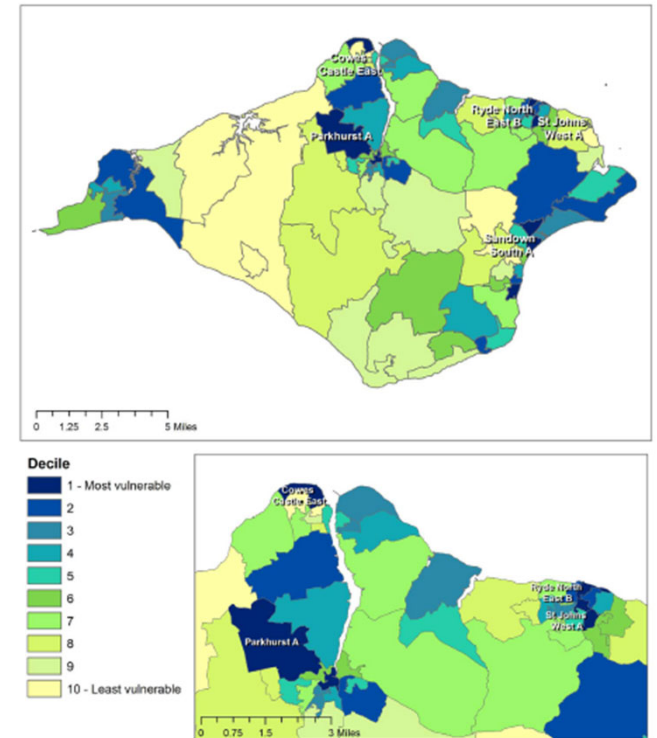 Cowes
Castle East
Ryde North
East B
St Johns
West A
Parkhurst A
Sandown
South A
0 1.25 2.5 5 Miles
Decile
1 - Most vulnerable
2
3
4
5
6
7
8
9
10 - Least vulnerable
Cowes
Castle East
Ryde North
East B
St Johns
West A
Parkhurst A
0 0.75 1.5 3 Miles